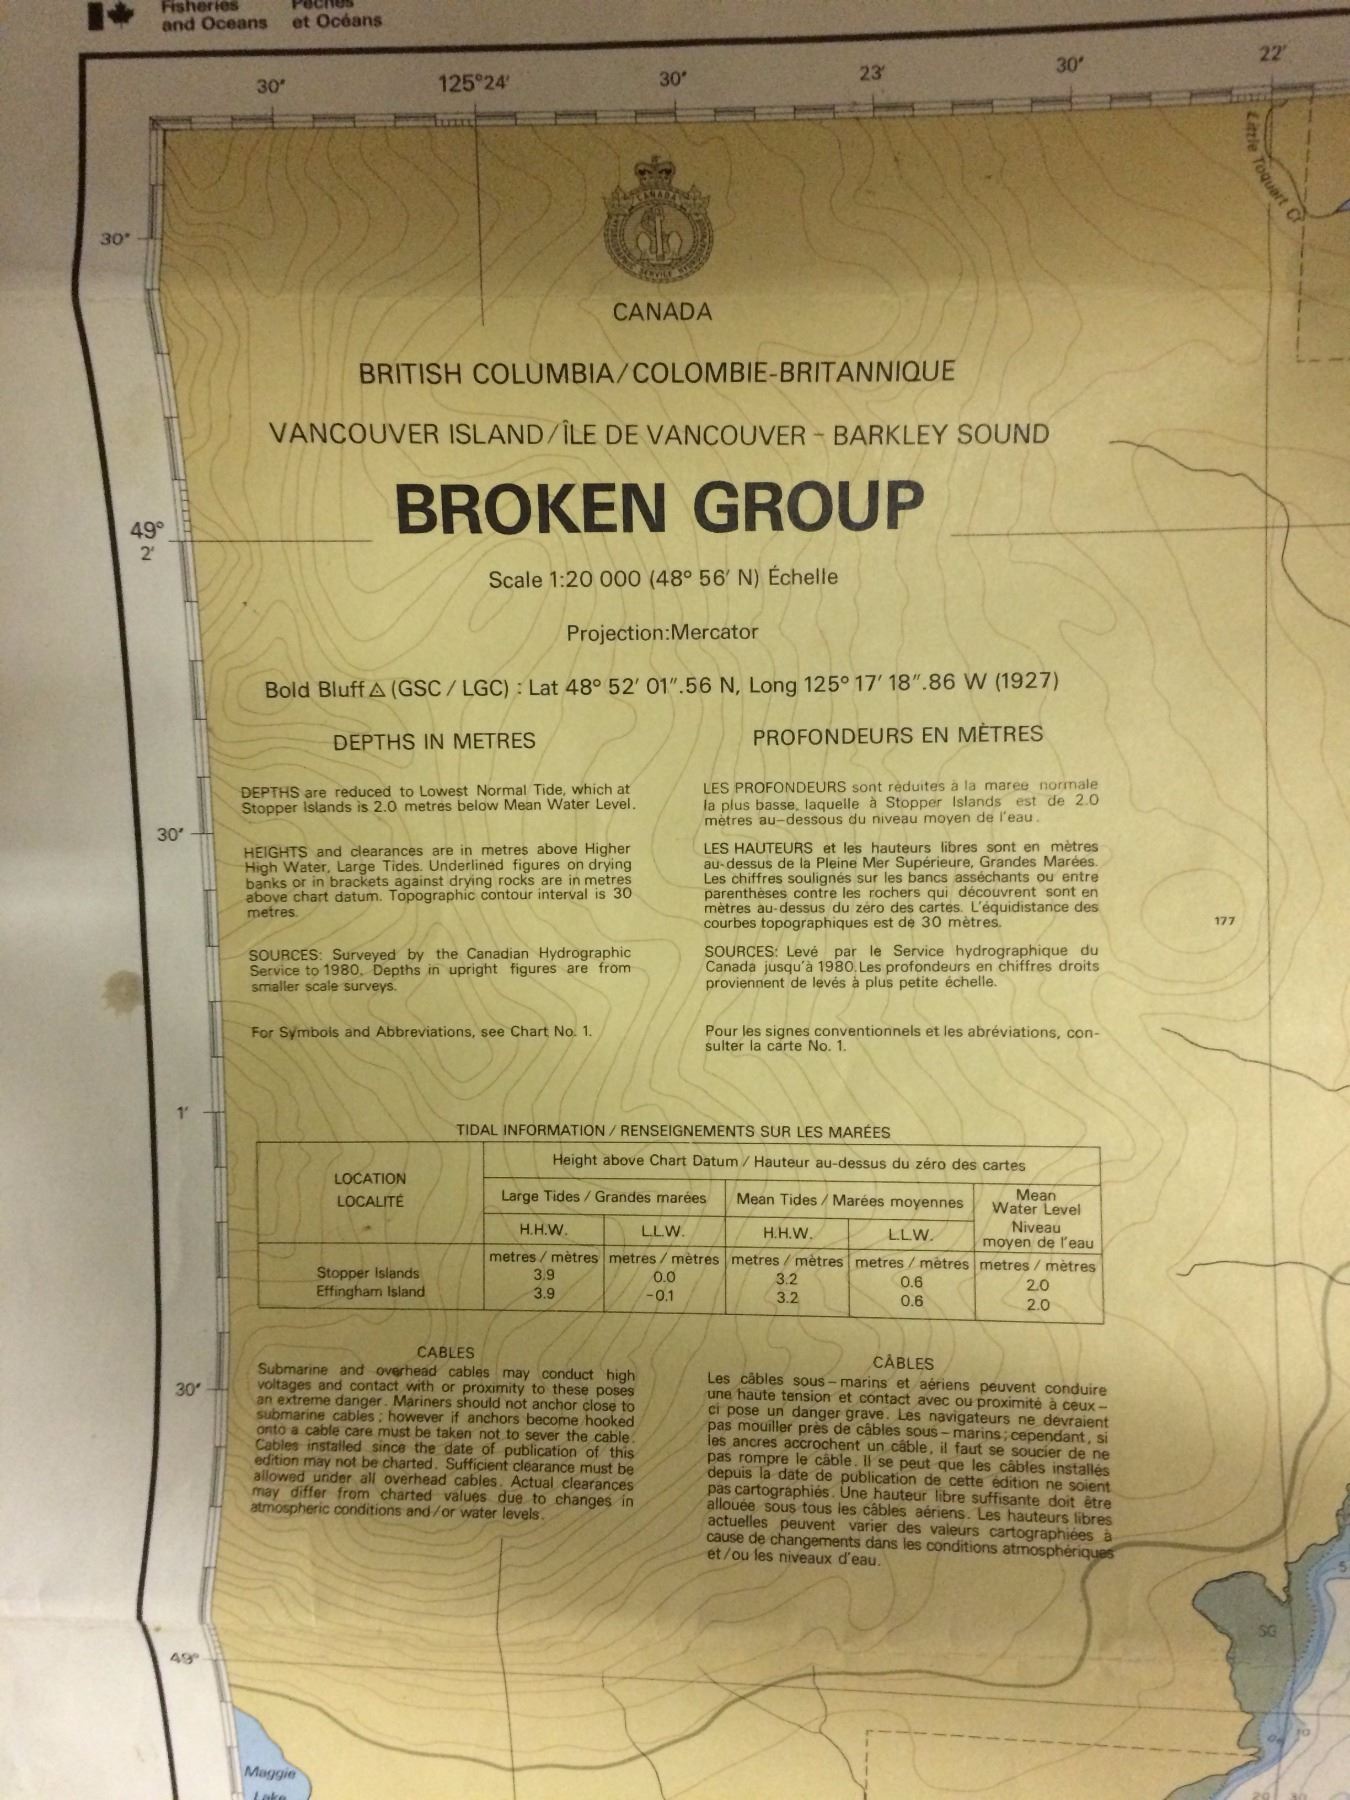 Fisheries Pêches
and Oceans et Océans
30" 125°24' 30" 23' 30" 22'
Little Toquart Cr
30"
CANADA
CANADA
BRITISH COLUMBIA/COLOMBIE-BRITANNIQUE
VANCOUVER ISLAND/ÎLE DE VANCOUVER - BARKLEY SOUND
BROKEN GROUP
49°
2'
Scale 1:20 000 (48° 56' N) Échelle
Projection:Mercator
Bold Bluff △ (GSC / LGC) : Lat 48° 52' 01".56 N, Long 125° 17' 18".86 W (1927)
DEPTHS IN METRES
DEPTHS are reduced to Lowest Normal Tide, which at
Stopper Islands is 2.0 metres below Mean Water Level.
30"
HEIGHTS and clearances are in metres above Higher
High Water, Large Tides. Underlined figures on drying
banks or in brackets against drying rocks are in metres
above chart datum. Topographic contour interval is 30
metres.
SOURCES: Surveyed by the Canadian Hydrographic
Service to 1980. Depths in upright figures are from
smaller scale surveys.
For Symbols and Abbreviations, see Chart No. 1.
PROFONDEURS EN MÈTRES
LES PROFONDEURS sont réduites à la marée normale
la plus basse, laquelle à Stopper Islands est de 2.0
mètres au-dessous du niveau moyen de l'eau.
LES HAUTEURS et les hauteurs libres sont en mètres
au-dessus de la Pleine Mer Supérieure, Grandes Marées.
Les chiffres soulignés sur les bancs asséchants ou entre
parenthèses contre les rochers qui découvrent sont en
mètres au-dessus du zéro des cartes. L'équidistance des
courbes topographiques est de 30 mètres.
177
SOURCES: Levé par le Service hydrographique du
Canada jusqu'à 1980. Les profondeurs en chiffres droits
proviennent de levés à plus petite échelle.
Pour les signes conventionnels et les abréviations, con-
sulter la carte No. 1.
1'
TIDAL INFORMATION / RENSEIGNEMENTS SUR LES MARÉES
LOCATION
LOCALITÉ
Height above Chart Datum / Hauteur au-dessus du zéro des cartes
Large Tides / Grandes marées Mean Tides / Marées moyennes Mean
Water Level
Niveau
moyen de l'eau
H.H.W. L.L.W. H.H.W. L.L.W.
metres / mètres metres / mètres metres / mètres metres / mètres metres / mètres
Stopper Islands 3.9 0.0 3.2 0.6 2.0
Effingham Island 3.9 -0.1 3.2 0.6 2.0
CABLES
Submarine and overhead cables may conduct high
voltages and contact with or proximity to these poses
an extreme danger. Mariners should not anchor close to
submarine cables; however if anchors become hooked
onto a cable care must be taken not to sever the cable.
Cables installed since the date of publication of this
edition may not be charted. Sufficient clearance must be
allowed under all overhead cables. Actual clearances
may differ from charted values due to changes in
atmospheric conditions and/or water levels.
30"
CÂBLES
Les câbles sous-marins et aériens peuvent conduire
une haute tension et contact avec ou proximité à ceux-
ci pose un danger grave. Les navigateurs ne devraient
pas mouiller près de câbles sous-marins; cependant, si
les ancres accrochent un câble, il faut se soucier de ne
pas rompre le câble. Il se peut que les câbles installés
depuis la date de publication de cette édition ne soient
pas cartographiés. Une hauteur libre suffisante doit être
allouée sous tous les câbles aériens. Les hauteurs libres
actuelles peuvent varier des valeurs cartographiées à
cause de changements dans les conditions atmosphériques
et/ou les niveaux d'eau.
SG
49°
Maggie
Lake